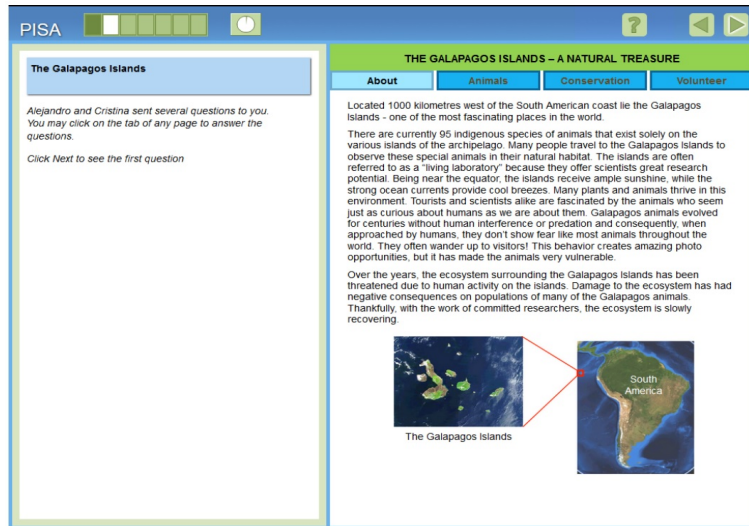 PISA
?
The Galapagos Islands
Alejandro and Cristina sent several questions to you.
You may click on the tab of any page to answer the
questions.
Click Next to see the first question
THE GALAPAGOS ISLANDS – A NATURAL TREASURE
About
Animals
Conservation
Volunteer
Located 1000 kilometres west of the South American coast lie the Galapagos
Islands - one of the most fascinating places in the world.
There are currently 95 indigenous species of animals that exist solely on the
various islands of the archipelago. Many people travel to the Galapagos Islands to
observe these special animals in their natural habitat. The islands are often
referred to as a "living laboratory" because they offer scientists great research
potential. Being near the equator, the islands receive ample sunshine, while the
strong ocean currents provide cool breezes. Many plants and animals thrive in this
environment. Tourists and scientists alike are fascinated by the animals who seem
just as curious about humans as we are about them. Galapagos animals evolved
for centuries without human interference or predation and consequently, when
approached by humans, they don't show fear like most animals throughout the
world. They often wander up to visitors! This behavior creates amazing photo
opportunities, but it has made the animals very vulnerable.
Over the years, the ecosystem surrounding the Galapagos Islands has been
threatened due to human activity on the islands. Damage to the ecosystem has had
negative consequences on populations of many of the Galapagos animals.
Thankfully, with the work of committed researchers, the ecosystem is slowly
recovering.
South
America
The Galapagos Islands